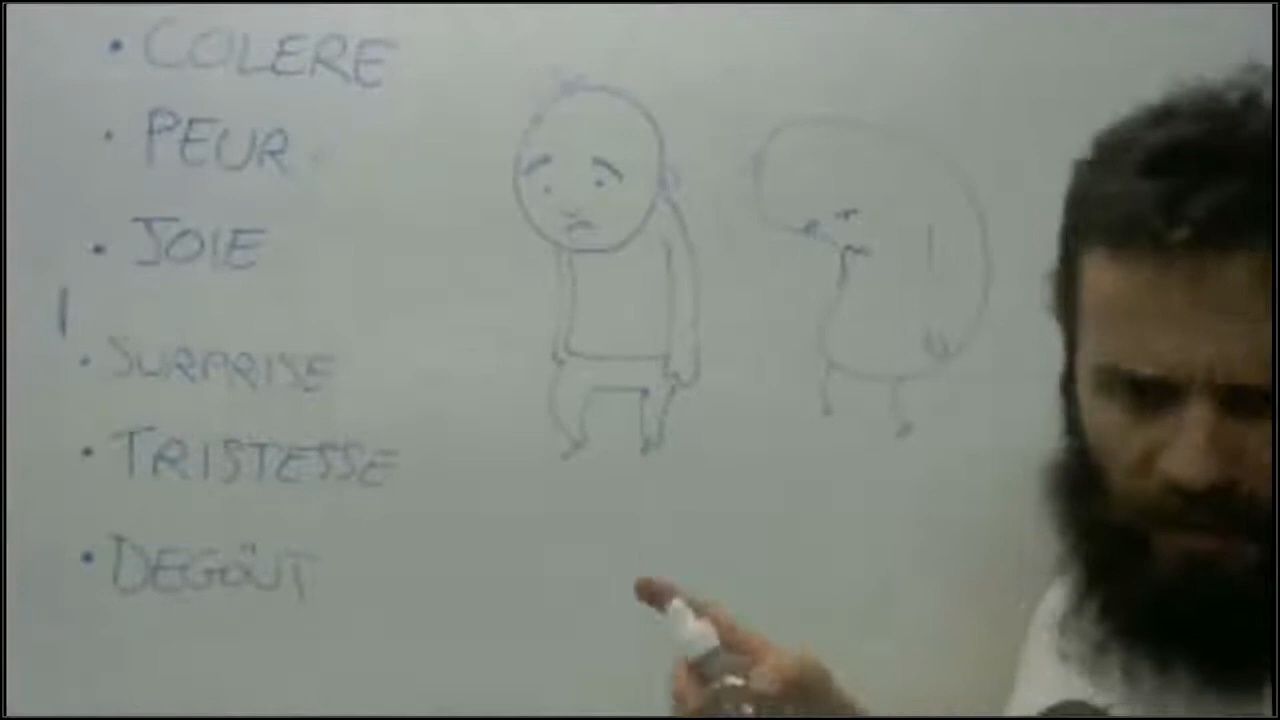 • COLERE
• PEUR
• JOIE
• SURPRISE
• TRISTESSE
• DEGOÛT